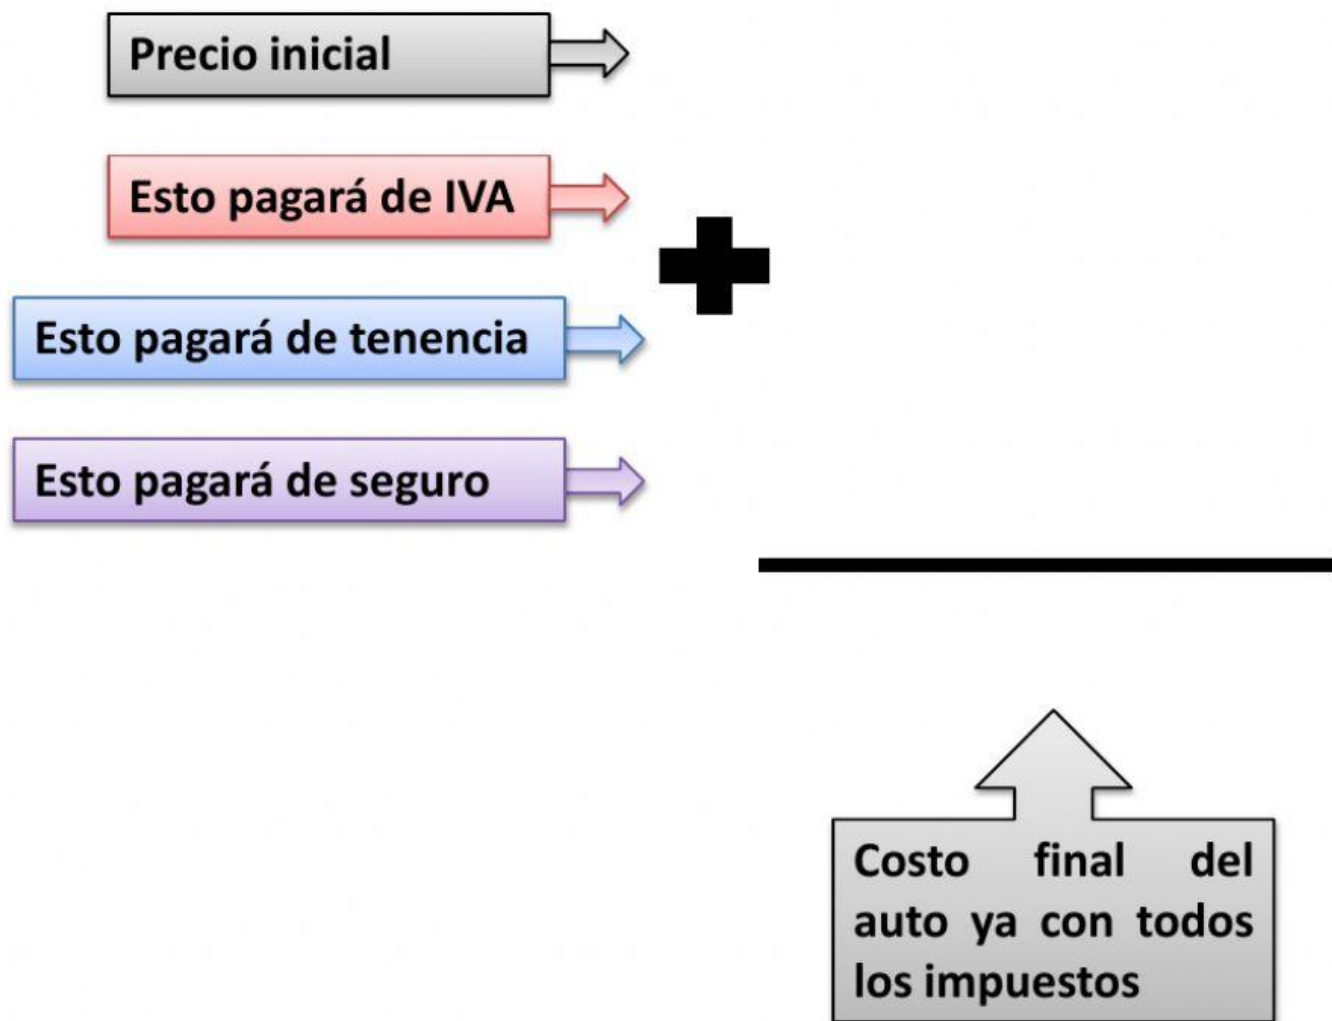 Precio inicial
Esto pagará de IVA
Esto pagará de tenencia
Esto pagará de seguro
Costo final del
auto ya con todos
los impuestos